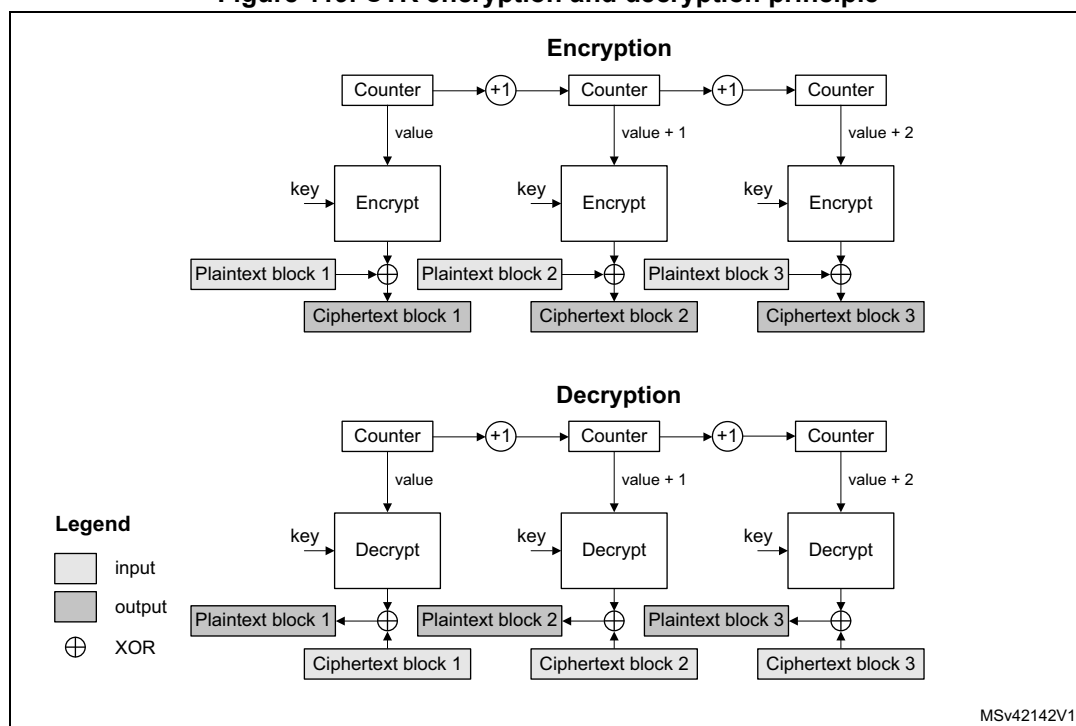 Encryption
Counter +1 Counter +1 Counter
value value + 1 value + 2
key Encrypt key Encrypt key Encrypt
Plaintext block 1 Plaintext block 2 Plaintext block 3
Ciphertext block 1 Ciphertext block 2 Ciphertext block 3
Decryption
Counter +1 Counter +1 Counter
value value + 1 value + 2
key Decrypt key Decrypt key Decrypt
Plaintext block 1 Plaintext block 2 Plaintext block 3
Ciphertext block 1 Ciphertext block 2 Ciphertext block 3
Legend
input
output
XOR
MSv42142V1